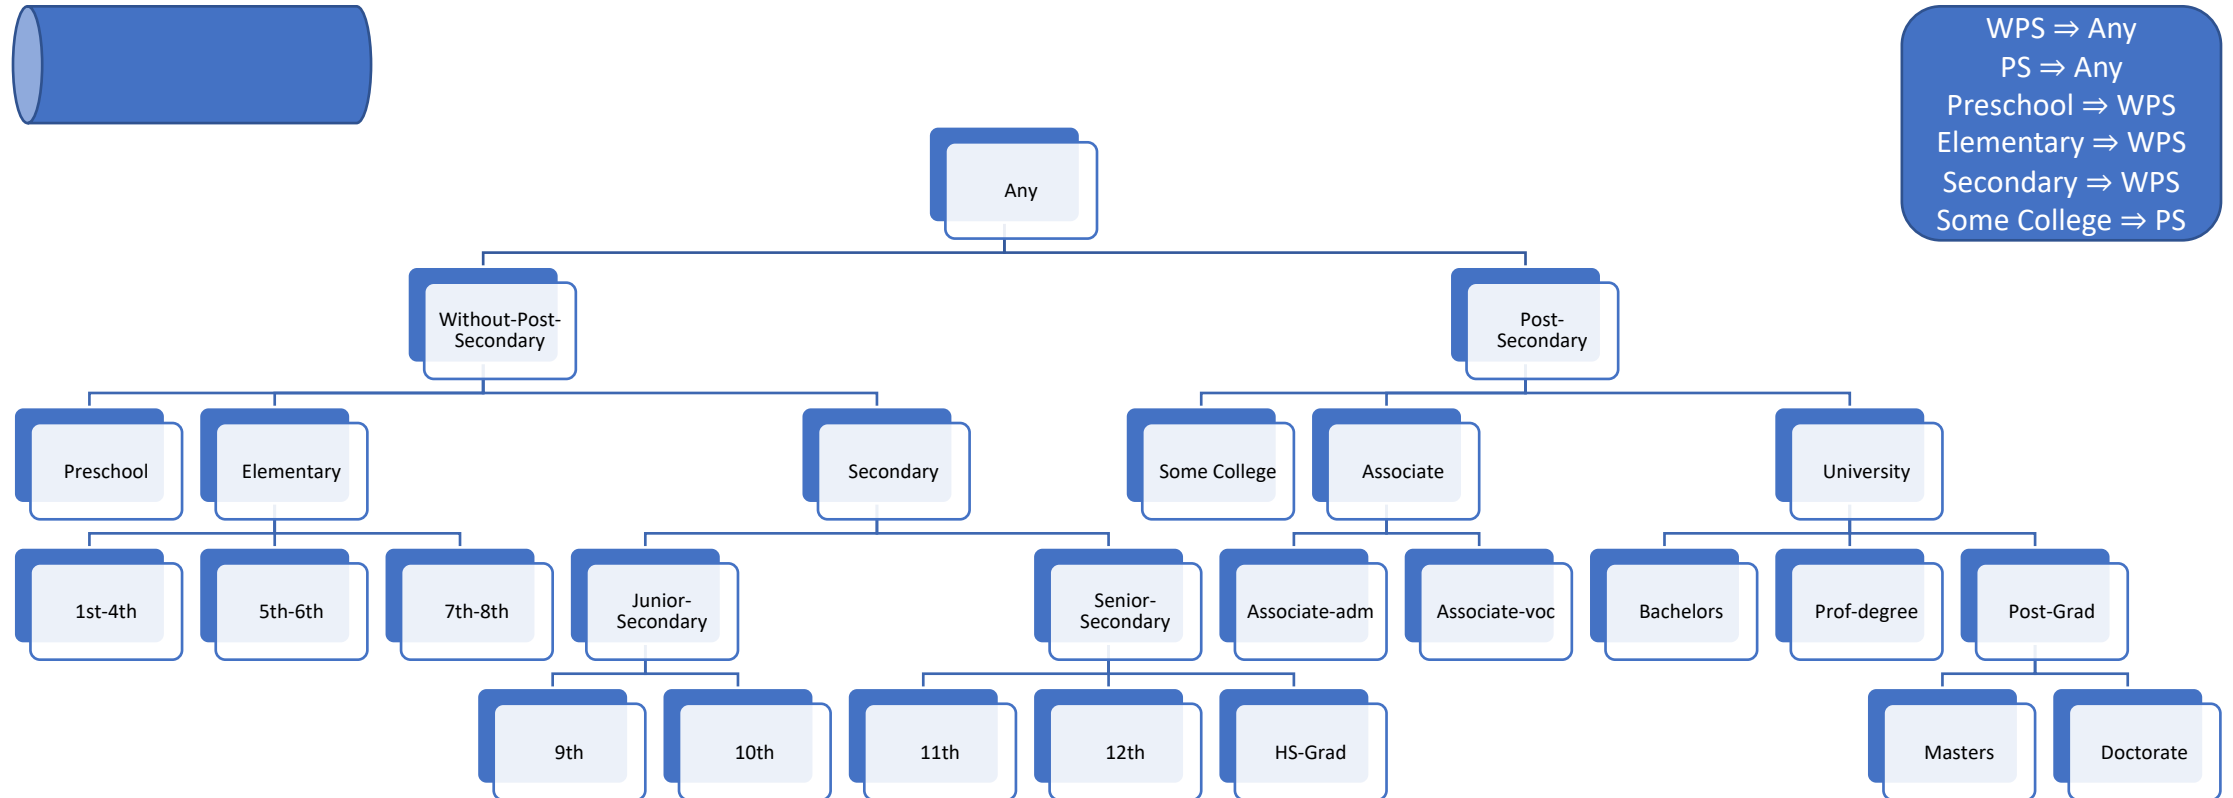 WPS ⇒ Any
PS ⇒ Any
Preschool ⇒ WPS
Elementary ⇒ WPS
Secondary ⇒ WPS
Some College ⇒ PS
Any
Without-Post-
Secondary
Post-
Secondary
Preschool
Elementary
Secondary
Some College
Associate
University
1st-4th
5th-6th
7th-8th
Junior-
Secondary
Senior-
Secondary
Associate-adm
Associate-voc
Bachelors
Prof-degree
Post-Grad
9th
10th
11th
12th
HS-Grad
Masters
Doctorate